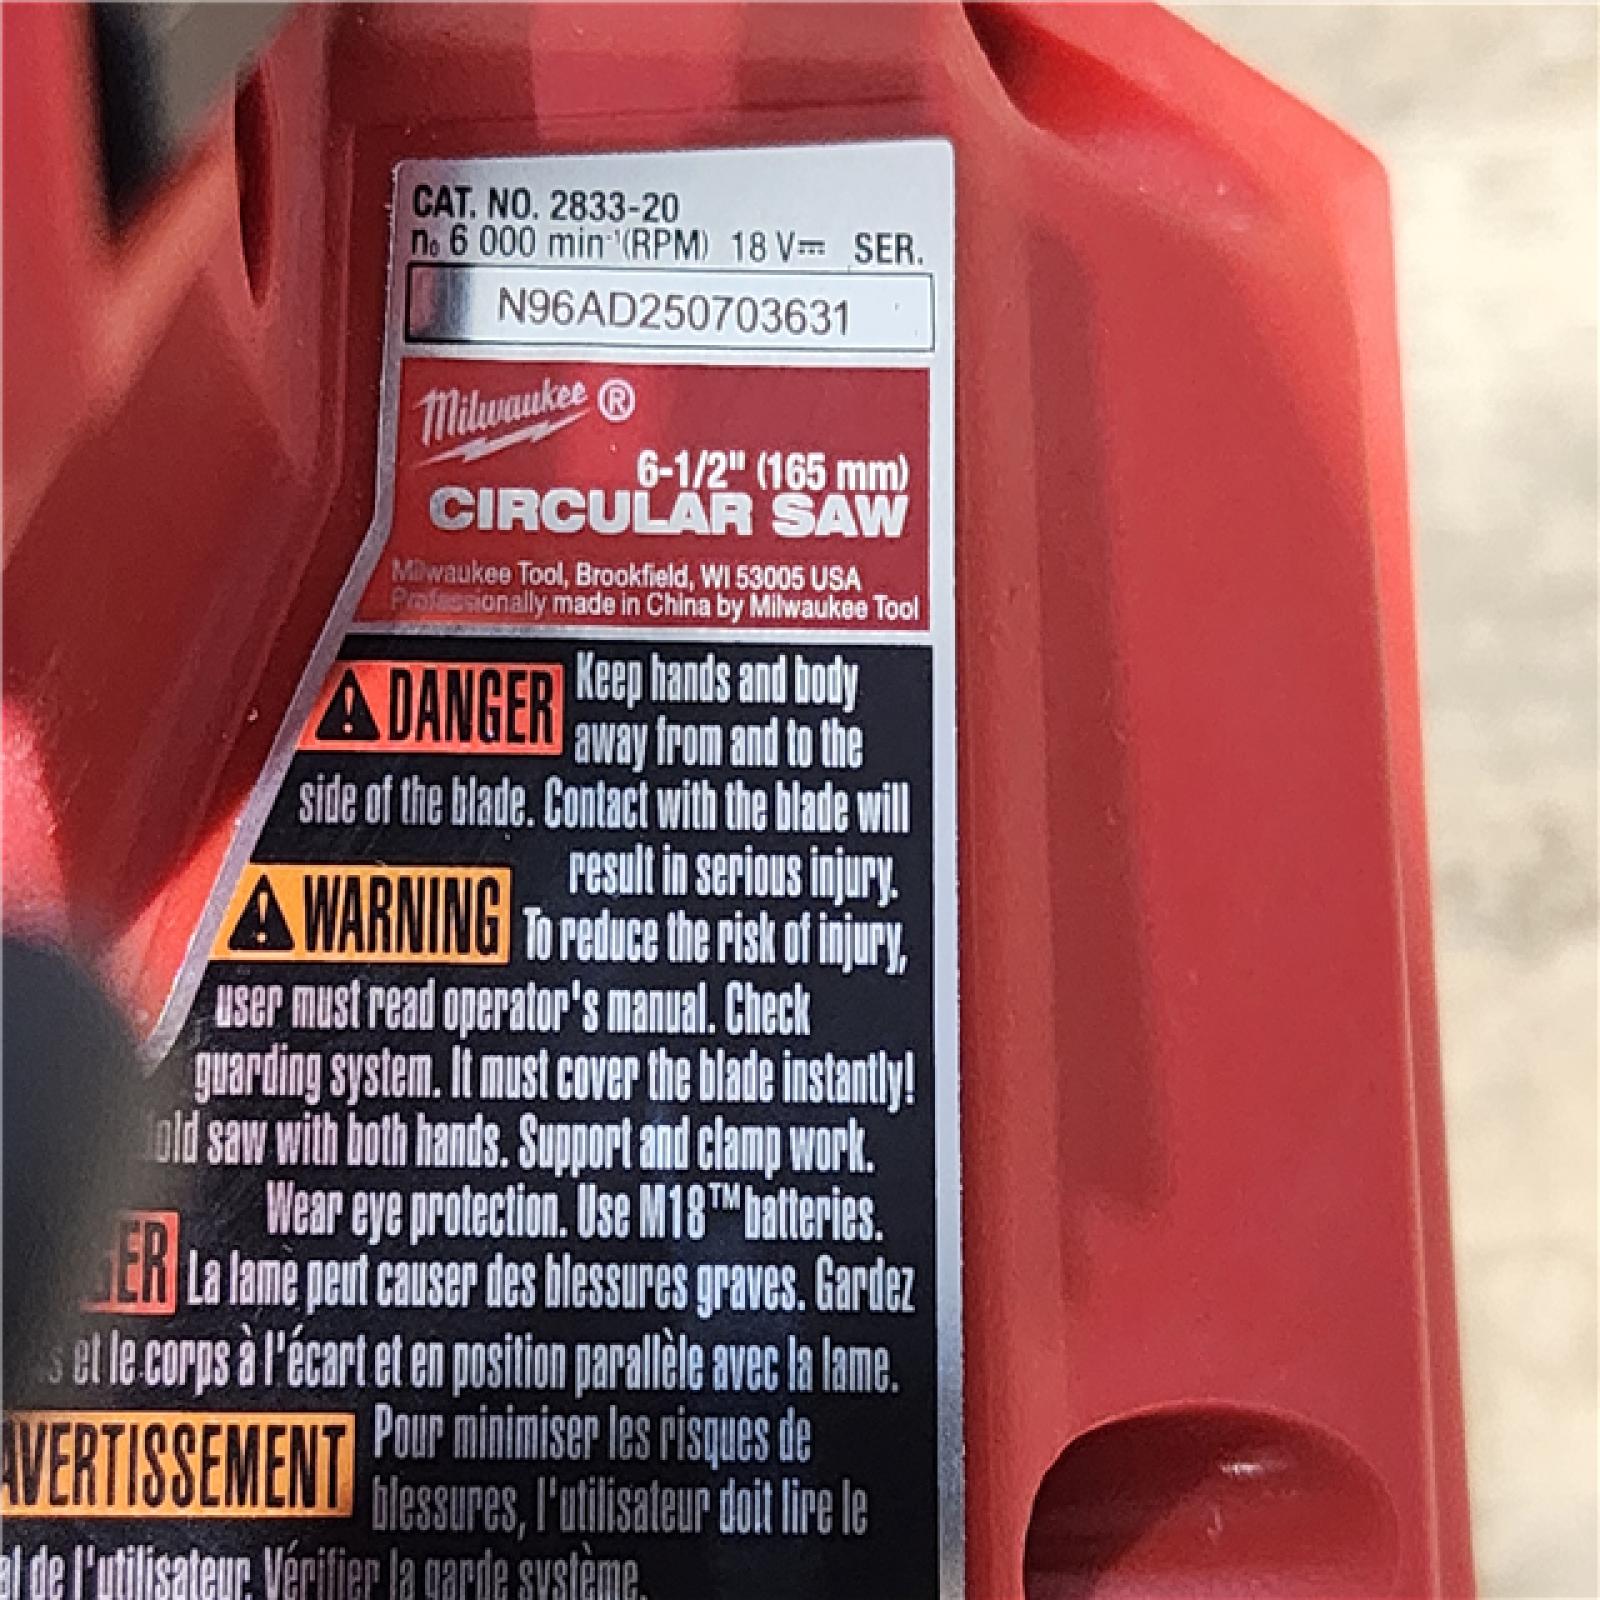 CAT. NO. 2833-20
n₀ 6 000 min⁻¹(RPM) 18 V⎓ SER.
N96AD250703631
Milwaukee®
6-1/2" (165 mm)
CIRCULAR SAW
Milwaukee Tool, Brookfield, WI 53005 USA
Professionally made in China by Milwaukee Tool
⚠ DANGER Keep hands and body
away from and to the
side of the blade. Contact with the blade will
result in serious injury.
⚠ WARNING To reduce the risk of injury,
user must read operator's manual. Check
guarding system. It must cover the blade instantly!
old saw with both hands. Support and clamp work.
Wear eye protection. Use M18™ batteries.
GER La lame peut causer des blessures graves. Gardez
s et le corps à l'écart et en position parallèle avec la lame.
AVERTISSEMENT Pour minimiser les risques de
blessures, l'utilisateur doit lire le
de l'utilisateur. Vérifier la garde système.